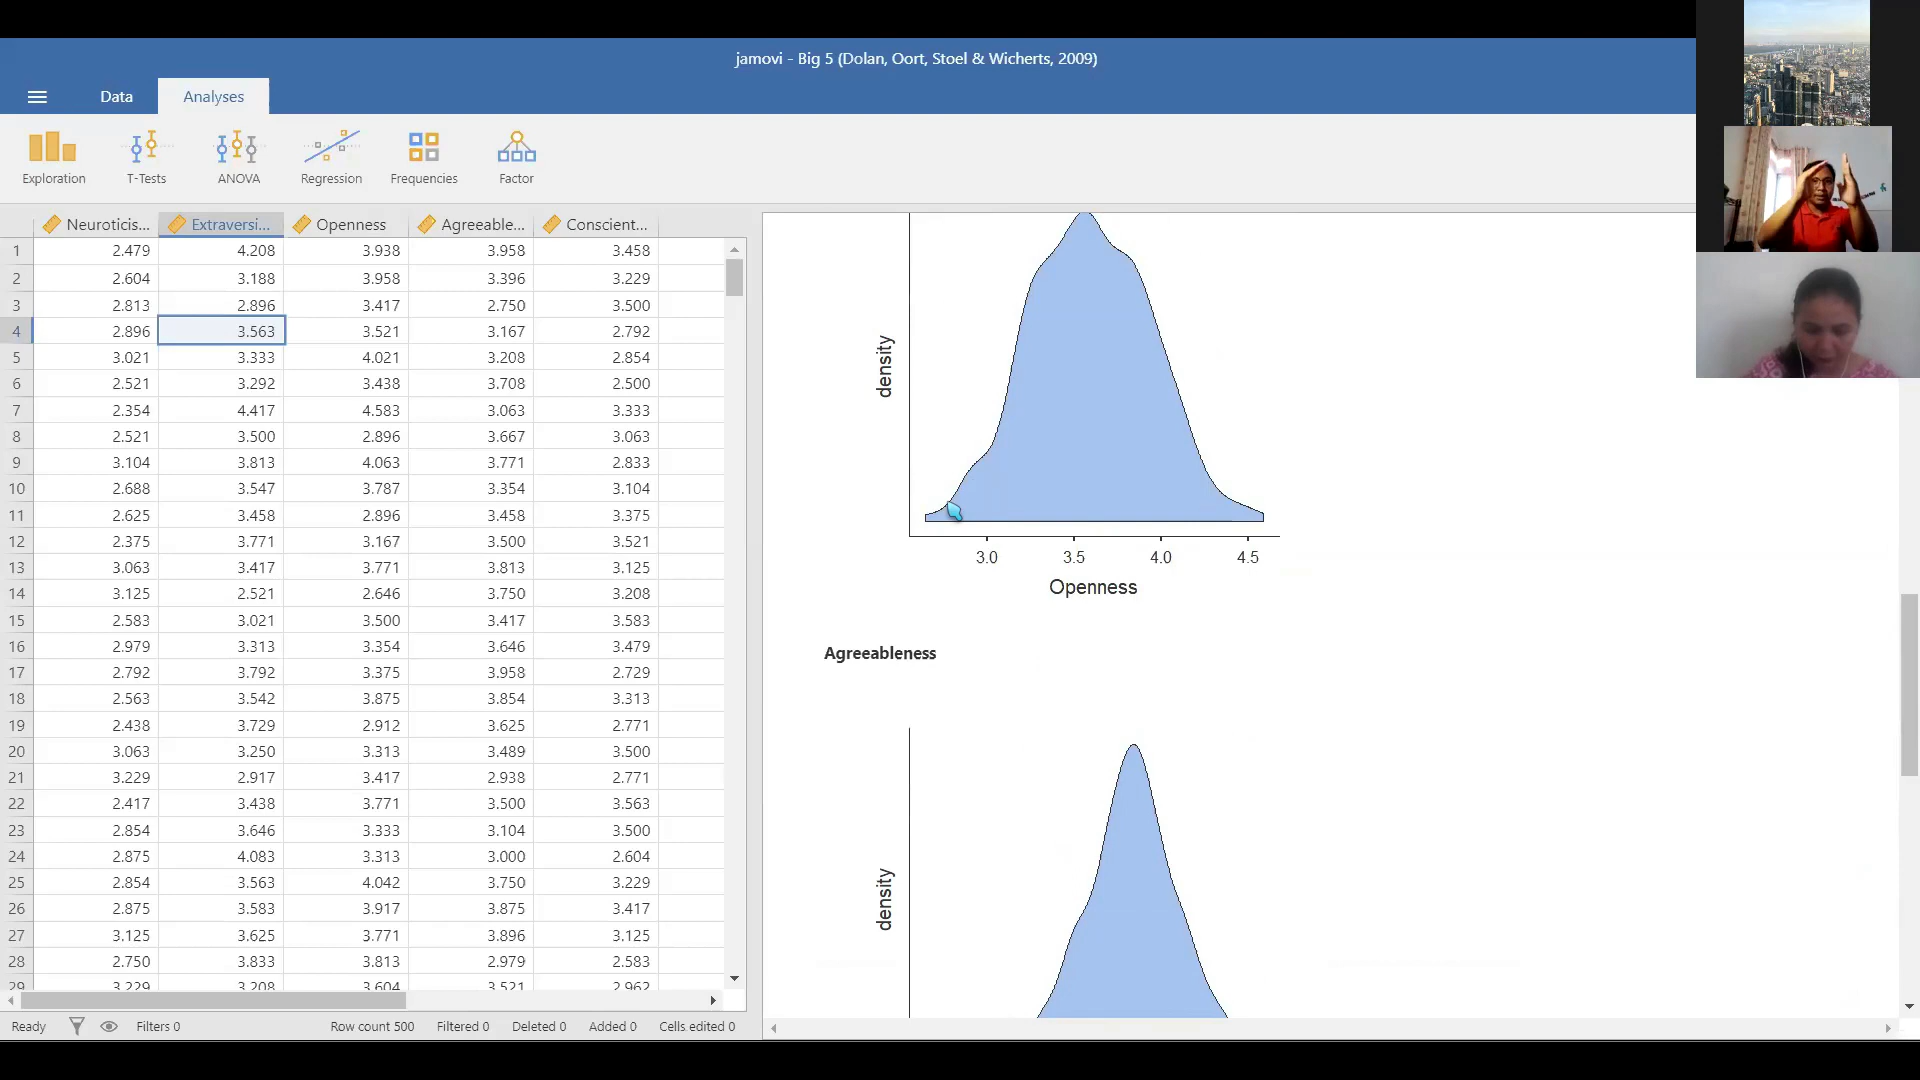 jamovi - Big 5 (Dolan, Oort, Stoel & Wicherts, 2009)
Data Analyses
Exploration T-Tests ANOVA Regression Frequencies Factor
Neuroticis... Extraversi... Openness Agreeable... Conscient...
1 2.479 4.208 3.938 3.958 3.458
2 2.604 3.188 3.958 3.396 3.229
3 2.813 2.896 3.417 2.750 3.500
4 2.896 3.563 3.521 3.167 2.792
5 3.021 3.333 4.021 3.208 2.854
6 2.521 3.292 3.438 3.708 2.500
7 2.354 4.417 4.583 3.063 3.333
8 2.521 3.500 2.896 3.667 3.063
9 3.104 3.813 4.063 3.771 2.833
10 2.688 3.547 3.787 3.354 3.104
11 2.625 3.458 2.896 3.458 3.375
12 2.375 3.771 3.167 3.500 3.521
13 3.063 3.417 3.771 3.813 3.125
14 3.125 2.521 2.646 3.750 3.208
15 2.583 3.021 3.500 3.417 3.583
16 2.979 3.313 3.354 3.646 3.479
17 2.792 3.792 3.375 3.958 2.729
18 2.563 3.542 3.875 3.854 3.313
19 2.438 3.729 2.912 3.625 2.771
20 3.063 3.250 3.313 3.489 3.500
21 3.229 2.917 3.417 2.938 2.771
22 2.417 3.438 3.771 3.500 3.563
23 2.854 3.646 3.333 3.104 3.500
24 2.875 4.083 3.313 3.000 2.604
25 2.854 3.563 4.042 3.750 3.229
26 2.875 3.583 3.917 3.875 3.417
27 3.125 3.625 3.771 3.896 3.125
28 2.750 3.833 3.813 2.979 2.583
29 3.229 3.208 3.604 3.521 2.962
Ready Filters 0 Row count 500 Filtered 0 Deleted 0 Added 0 Cells edited 0
density
3.0 3.5 4.0 4.5
Openness
Agreeableness
density